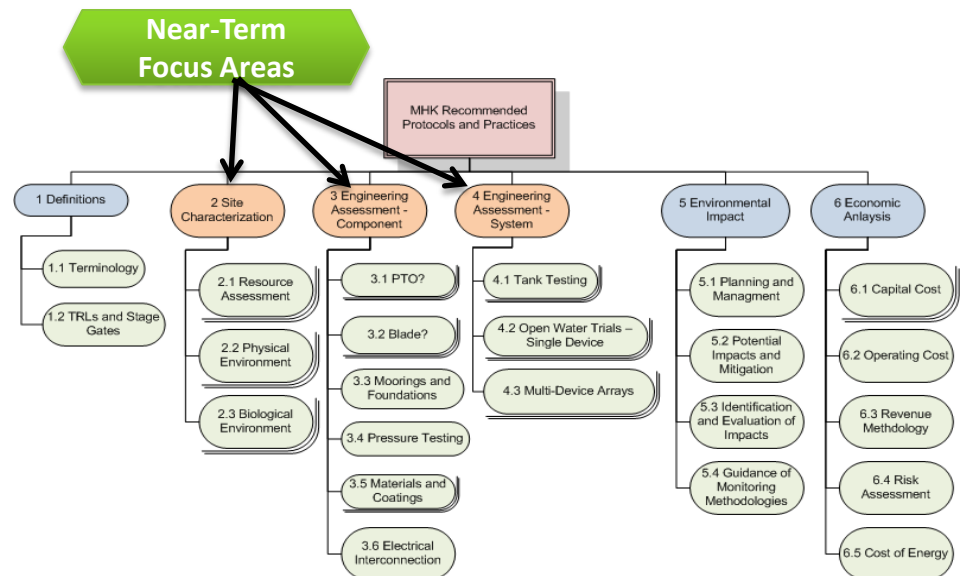 Near-Term
Focus Areas
MHK Recommended
Protocols and Practices
1 Definitions
1.1 Terminology
1.2 TRLs and Stage
Gates
2 Site
Characterization
2.1 Resource
Assessment
2.2 Physical
Environment
2.3 Biological
Environment
3 Engineering
Assessment -
Component
3.1 PTO?
3.2 Blade?
3.3 Moorings and
Foundations
3.4 Pressure Testing
3.5 Materials and
Coatings
3.6 Electrical
Interconnection
4 Engineering
Assessment -
System
4.1 Tank Testing
4.2 Open Water Trials –
Single Device
4.3 Multi-Device Arrays
5 Environmental
Impact
5.1 Planning and
Managment
5.2 Potential
Impacts and
Mitigation
5.3 Identification
and Evaluation of
Impacts
5.4 Guidance of
Monitoring
Methodologies
6 Economic
Anlaysis
6.1 Capital Cost
6.2 Operating Cost
6.3 Revenue
Methdology
6.4 Risk
Assessment
6.5 Cost of Energy